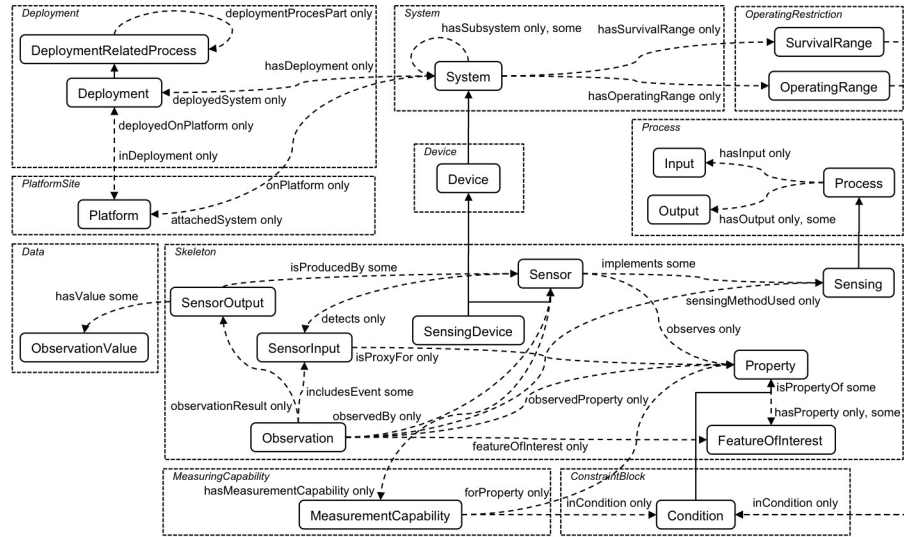 Deployment
deploymentProcesPart only
DeploymentRelatedProcess
Deployment
hasDeployment only
deployedSystem only
deployedOnPlatform only
inDeployment only
System
hasSubsystem only, some
System
hasSurvivalRange only
hasOperatingRange only
OperatingRestriction
SurvivalRange
OperatingRange
Process
Input
hasInput only
Process
Output
hasOutput only, some
Device
Device
PlatformSite
onPlatform only
Platform
attachedSystem only
Data
hasValue some
ObservationValue
Skeleton
isProducedBy some
Sensor
implements some
Sensing
SensorOutput
sensingMethodUsed only
detects only
SensingDevice
observes only
SensorInput
isProxyFor only
Property
isPropertyOf some
includesEvent some
observationResult only
observedBy only
observedProperty only
hasProperty only, some
Observation
featureOfInterest only
FeatureOfInterest
MeasuringCapability
hasMeasurementCapability only
forProperty only
MeasurementCapability
ConstraintBlock
inCondition only
Condition
inCondition only